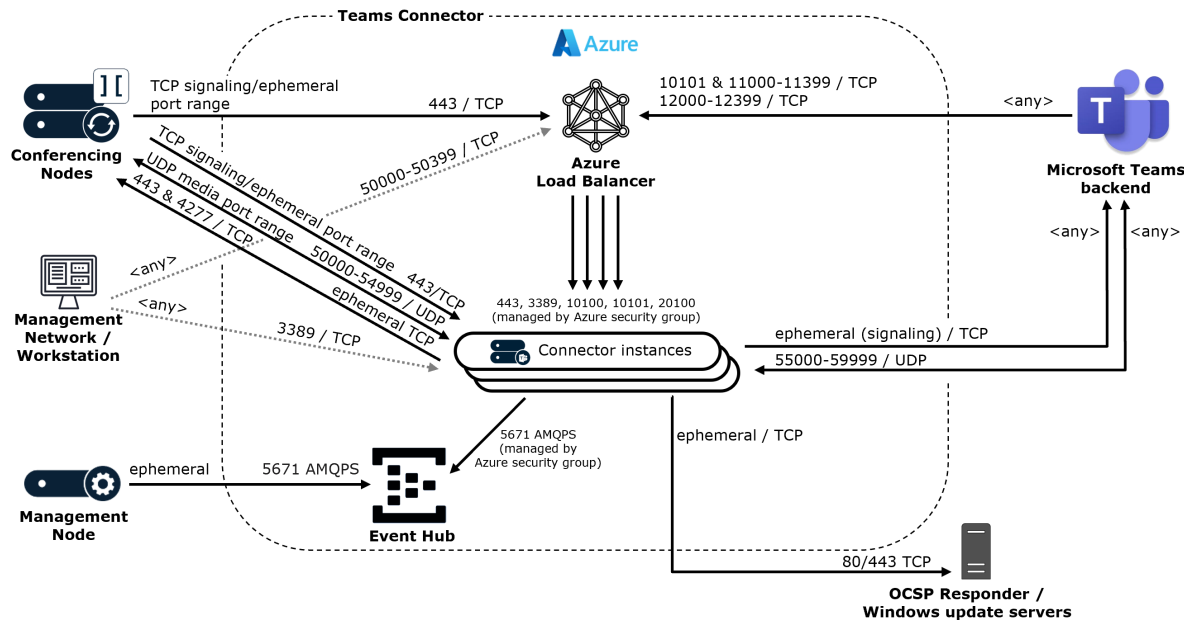 Teams Connector
Azure
][
TCP signaling/ephemeral
port range
443 / TCP
10101 & 11000-11399 / TCP
12000-12399 / TCP
<any>
T
Conferencing
Nodes
Azure
Load Balancer
Microsoft Teams
backend
TCP signaling/ephemeral port range
443/TCP
UDP media port range
50000-54999 / UDP
443 & 4277 / TCP
ephemeral TCP
50000-50399 / TCP
<any>
<any>
<any>
<any>
Management
Network /
Workstation
3389 / TCP
443, 3389, 10100, 10101, 20100
(managed by Azure security group)
Connector instances
ephemeral (signaling) / TCP
55000-59999 / UDP
5671 AMQPS
(managed by
Azure security group)
ephemeral / TCP
ephemeral
5671 AMQPS
Management
Node
Event Hub
80/443 TCP
OCSP Responder /
Windows update servers